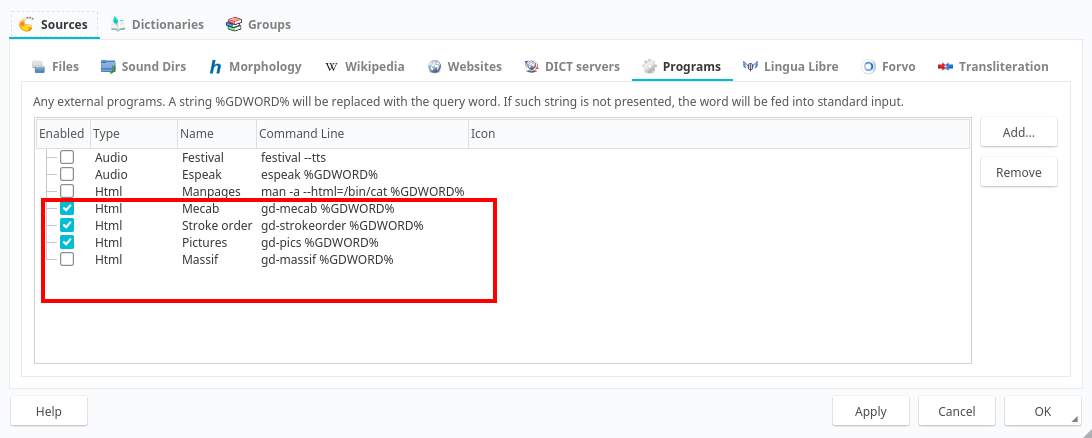 Sources Dictionaries Groups
Files Sound Dirs Morphology Wikipedia Websites DICT servers Programs Lingua Libre Forvo Transliteration
Any external programs. A string %GDWORD% will be replaced with the query word. If such string is not presented, the word will be fed into standard input.
Enabled Type Name Command Line Icon
Audio Festival festival --tts
Audio Espeak espeak %GDWORD%
Html Manpages man -a --html=/bin/cat %GDWORD%
Html Mecab gd-mecab %GDWORD%
Html Stroke order gd-strokeorder %GDWORD%
Html Pictures gd-pics %GDWORD%
Html Massif gd-massif %GDWORD%
Add...
Remove
Help Apply Cancel OK